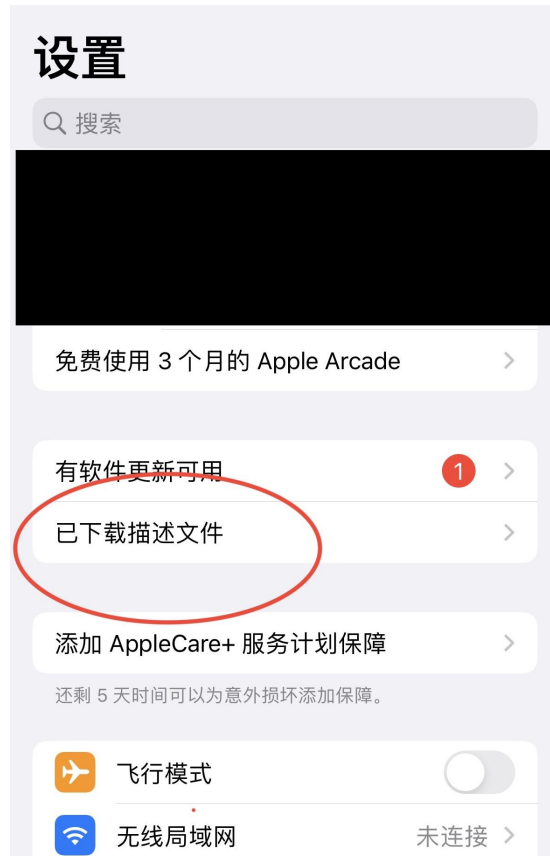 设置
搜索
免费使用 3 个月的 Apple Arcade
有软件更新可用 1
已下载描述文件
添加 AppleCare+ 服务计划保障
还剩 5 天时间可以为意外损坏添加保障。
飞行模式
无线局域网 未连接